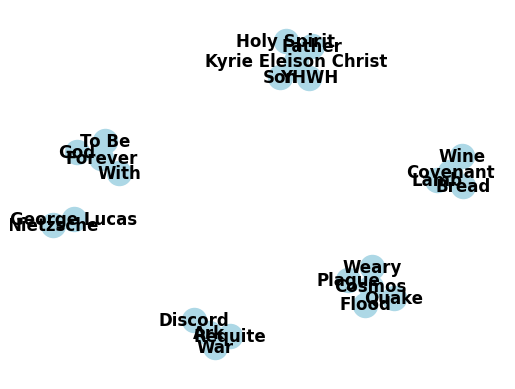 Holy Spirit
Father
Kyrie Eleison Christ
Son
YHWH
To Be
God
Forever
With
Wine
Covenant
Lamb
Bread
George Lucas
Nietzsche
Weary
Plague
Cosmos
Quake
Flood
Discord
Ark
Requite
War